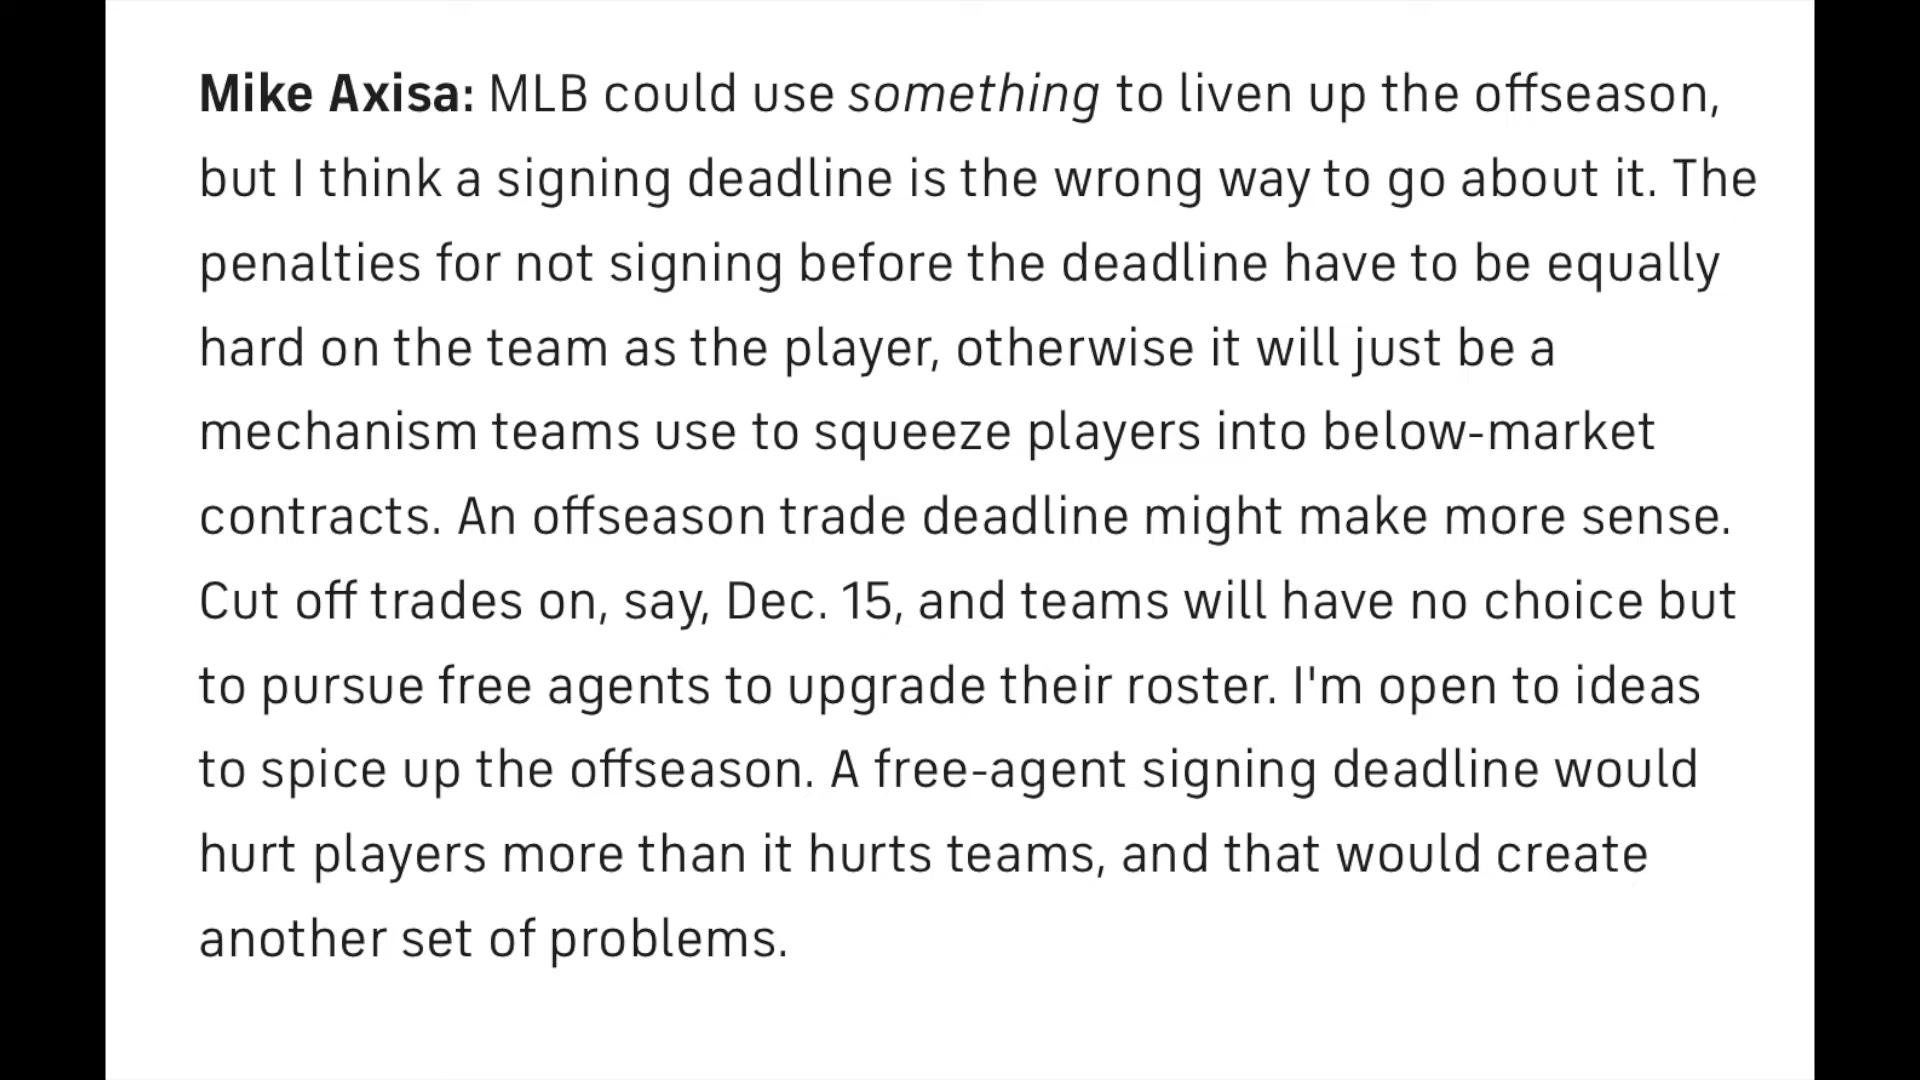 Mike Axisa: MLB could use something to liven up the offseason,
but I think a signing deadline is the wrong way to go about it. The
penalties for not signing before the deadline have to be equally
hard on the team as the player, otherwise it will just be a
mechanism teams use to squeeze players into below-market
contracts. An offseason trade deadline might make more sense.
Cut off trades on, say, Dec. 15, and teams will have no choice but
to pursue free agents to upgrade their roster. I'm open to ideas
to spice up the offseason. A free-agent signing deadline would
hurt players more than it hurts teams, and that would create
another set of problems.